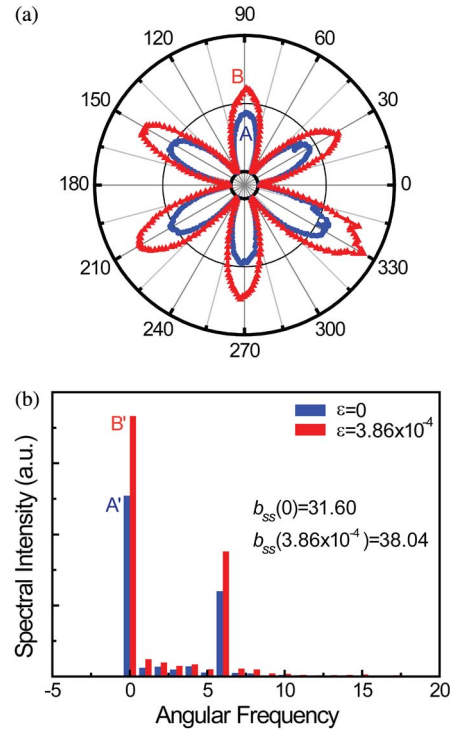 (a)
90
120
60
150
30
B
A
180
0
210
330
240
300
270
(b)
B'
A'
ε=0
ε=3.86x10⁻⁴
b_ss(0)=31.60
b_ss(3.86x10⁻⁴)=38.04
Spectral Intensity (a.u.)
-5 0 5 10 15 20
Angular Frequency